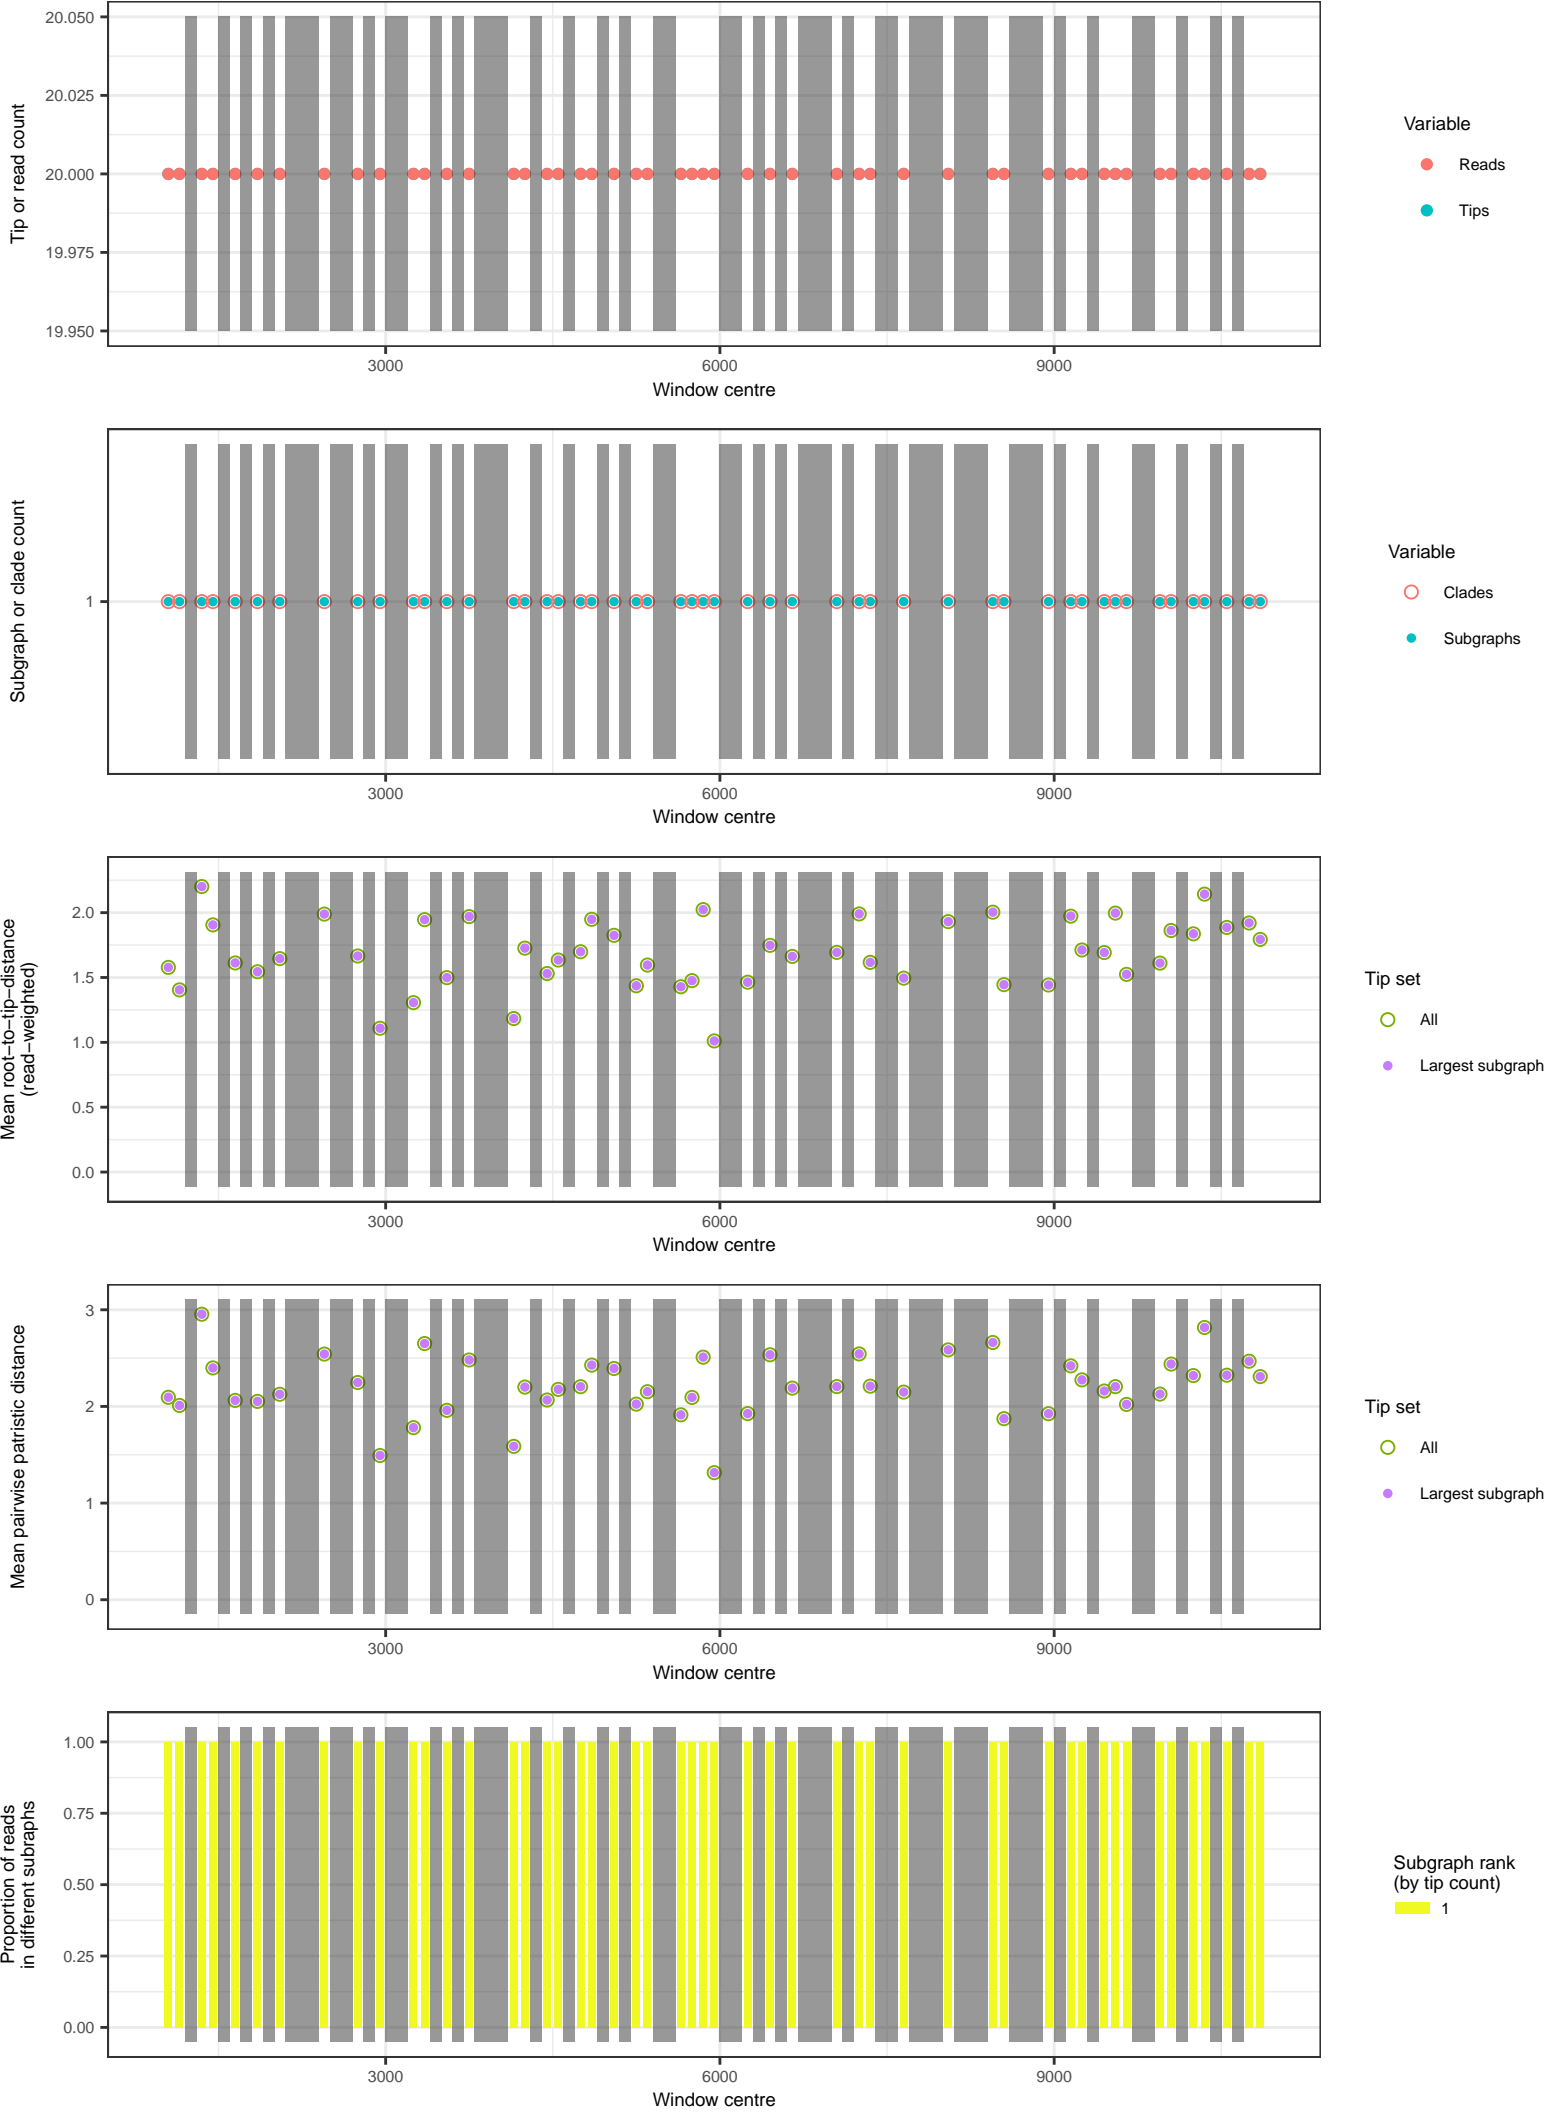 20.050
20.025
20.000
19.975
19.950
Tip or read count
3000
6000
9000
Window centre
Variable
Reads
Tips
1
Subgraph or clade count
3000
6000
9000
Window centre
Variable
Clades
Subgraphs
2.0
1.5
1.0
0.5
0.0
Mean root−to−tip−distance
(read−weighted)
3000
6000
9000
Window centre
Tip set
All
Largest subgraph
3
2
1
0
Mean pairwise patristic distance
3000
6000
9000
Window centre
Tip set
All
Largest subgraph
1.00
0.75
0.50
0.25
0.00
Proportion of reads
in different subraphs
3000
6000
9000
Window centre
Subgraph rank
(by tip count)
1